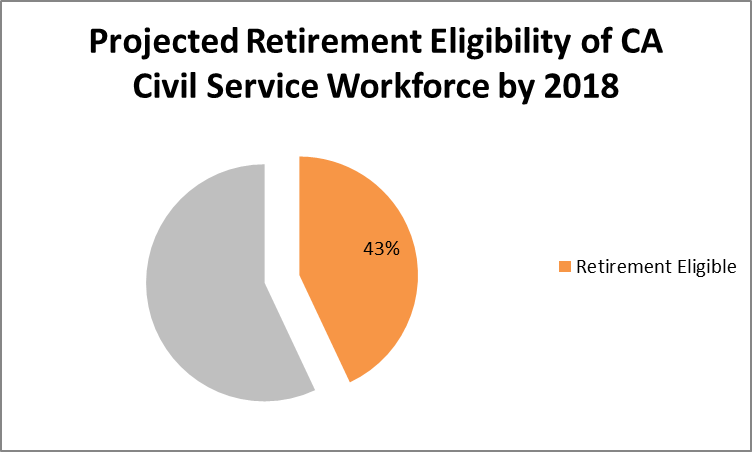 Projected Retirement Eligibility of CA
Civil Service Workforce by 2018
43%
Retirement Eligible